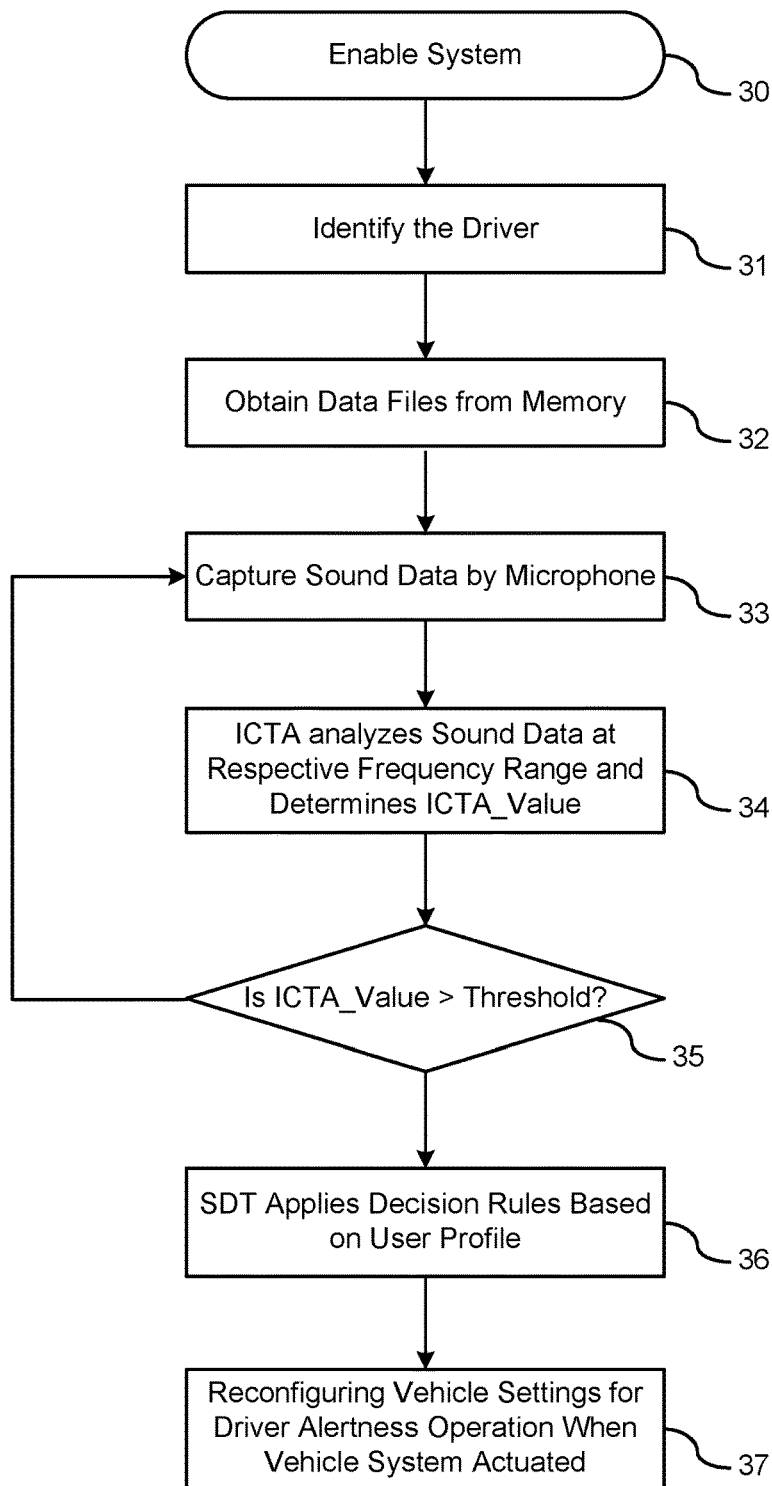 Enable System
30
Identify the Driver
31
Obtain Data Files from Memory
32
Capture Sound Data by Microphone
33
ICTA analyzes Sound Data at
Respective Frequency Range and
Determines ICTA_Value
34
Is ICTA_Value > Threshold?
35
SDT Applies Decision Rules Based
on User Profile
36
Reconfiguring Vehicle Settings for
Driver Alertness Operation When
Vehicle System Actuated
37